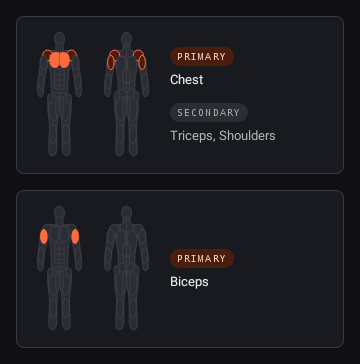 PRIMARY
Chest
SECONDARY
Triceps, Shoulders
PRIMARY
Biceps